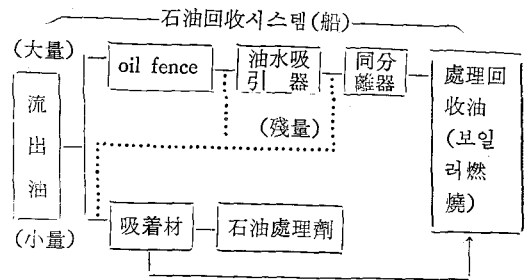 石油回收시스템(船)
(大量)
oil fence
油水吸
引 器
同分
離器
處理回
收油
(보일
러燃
燒)
流
出
油
(殘量)
(小量)
吸着材
石油處理劑